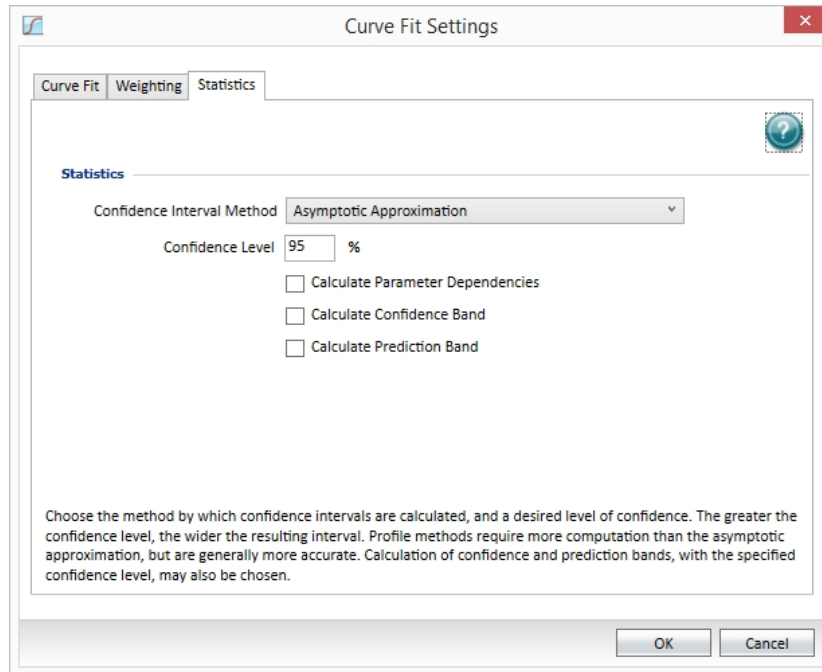 Curve Fit Settings
Curve Fit Weighting Statistics
?
Statistics
Confidence Interval Method Asymptotic Approximation
Confidence Level 95 %
Calculate Parameter Dependencies
Calculate Confidence Band
Calculate Prediction Band
Choose the method by which confidence intervals are calculated, and a desired level of confidence. The greater the
confidence level, the wider the resulting interval. Profile methods require more computation than the asymptotic
approximation, but are generally more accurate. Calculation of confidence and prediction bands, with the specified
confidence level, may also be chosen.
OK Cancel